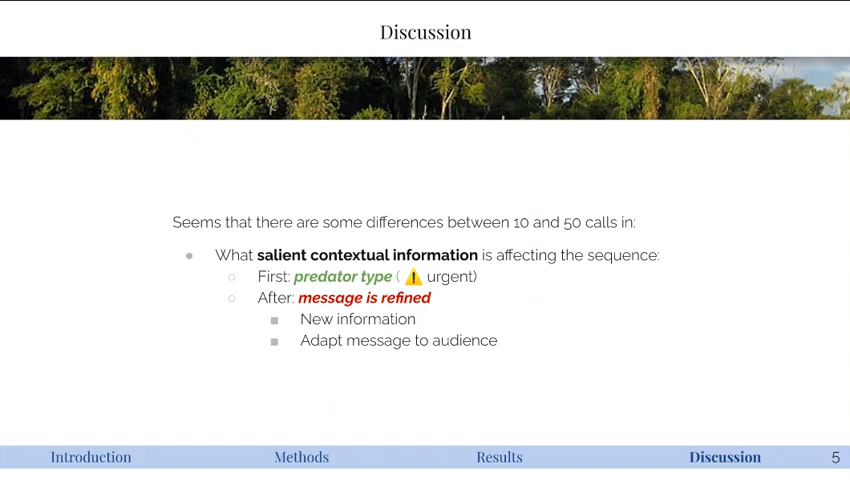 Discussion
Seems that there are some differences between 10 and 50 calls in:
What salient contextual information is affecting the sequence:
First: predator type ( ⚠️ urgent)
After: message is refined
New information
Adapt message to audience
Introduction Methods Results Discussion 5